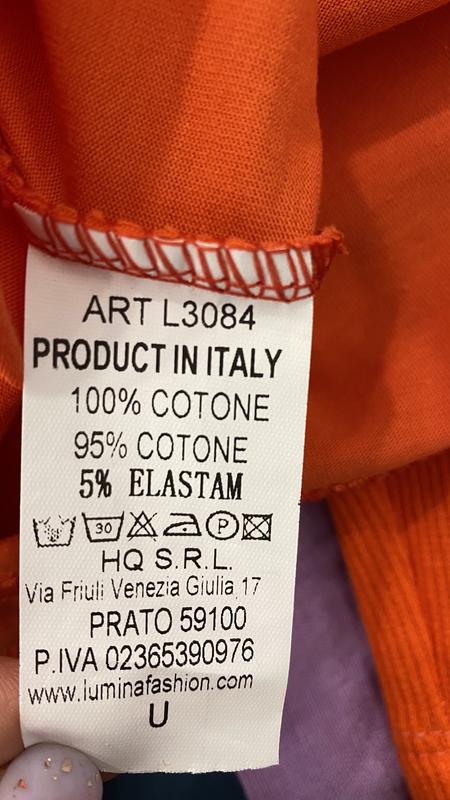 ART L3084
PRODUCT IN ITALY
100% COTONE
95% COTONE
5% ELASTAM
30 P
HQ S.R.L.
Via Friuli Venezia Giulia,17
PRATO 59100
P.IVA 02365390976
www.luminafashion.com
U